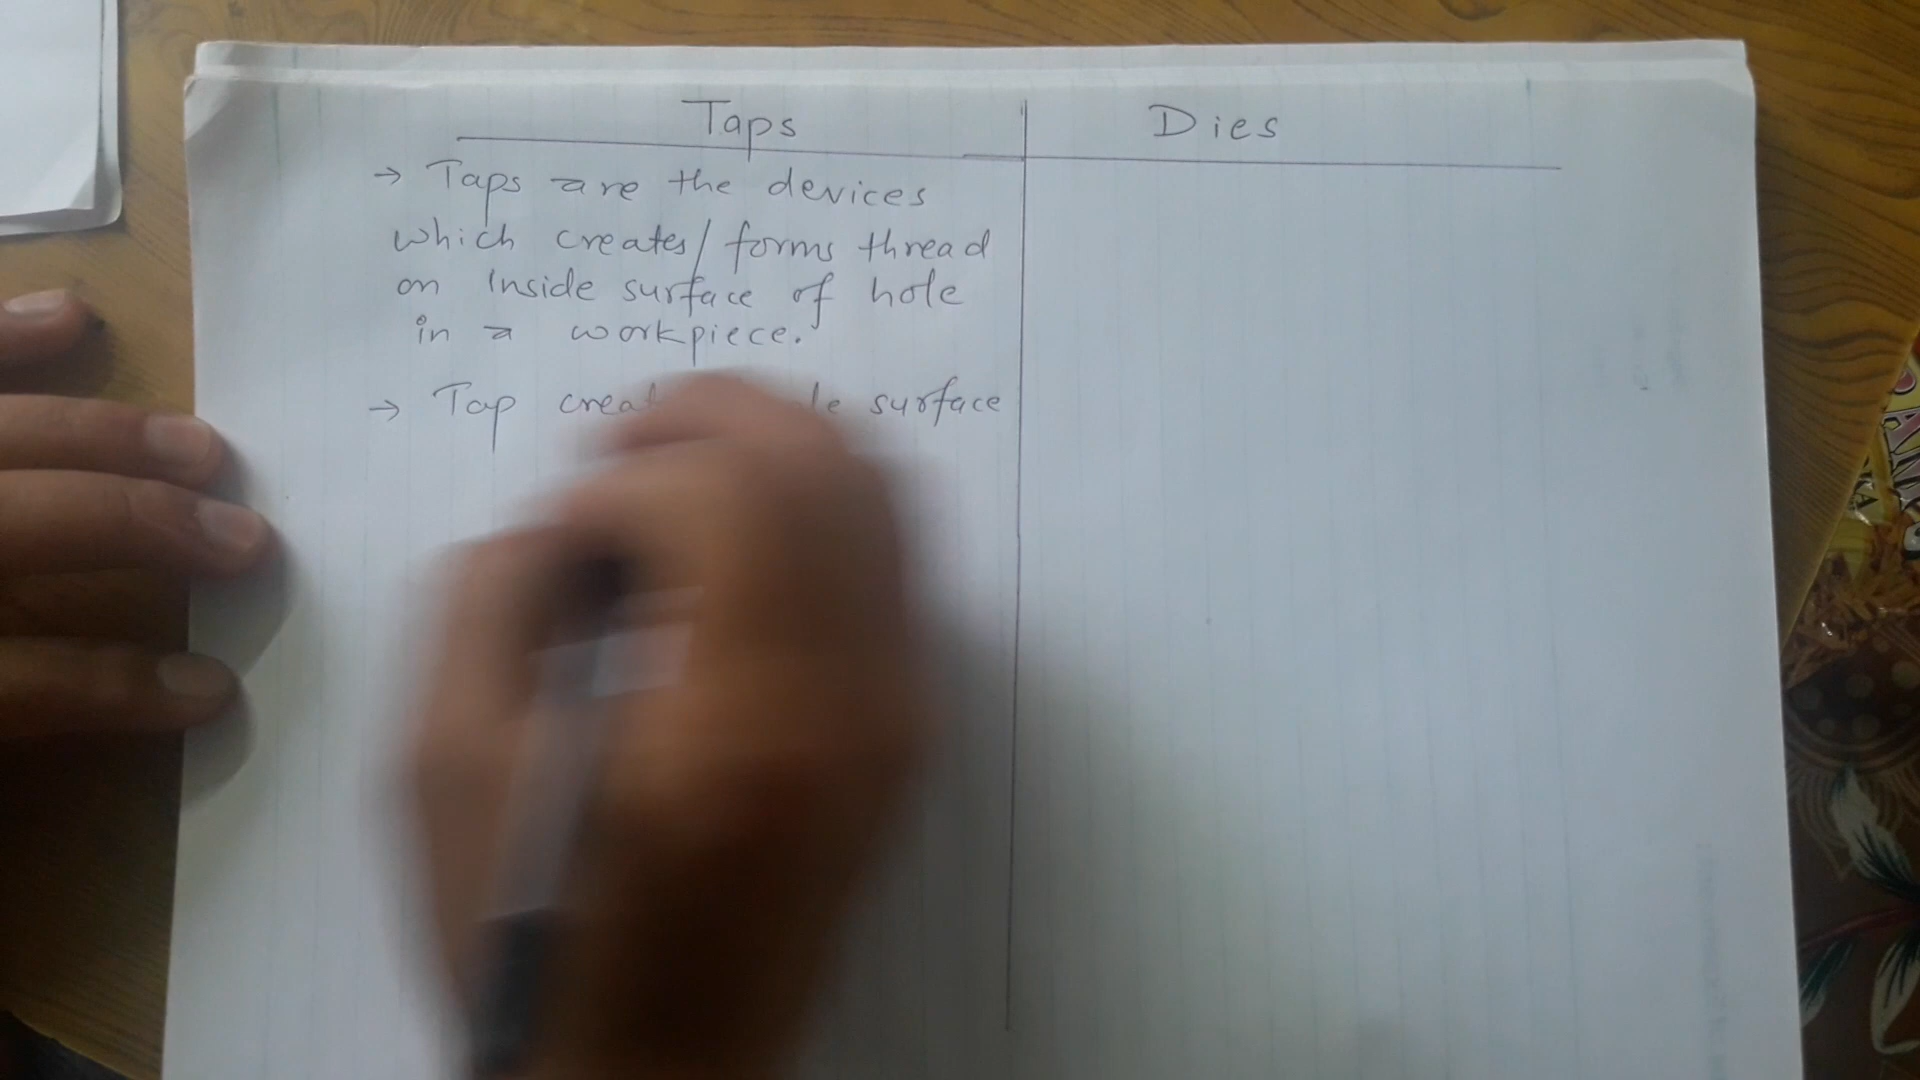 Taps
Dies
→ Taps are the devices
which creates/forms thread
on Inside surface of hole
in a workpiece.
→ Tap surface